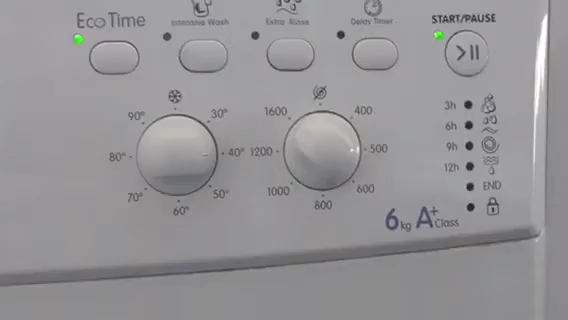 Eco Time
Intensive Wash
Extra Rinse
Delay Timer
START/PAUSE
90°
30°
80°
40°
70°
50°
60°
1600
400
1200
500
1000
600
800
3h
6h
9h
12h
END
6kg A+ Class